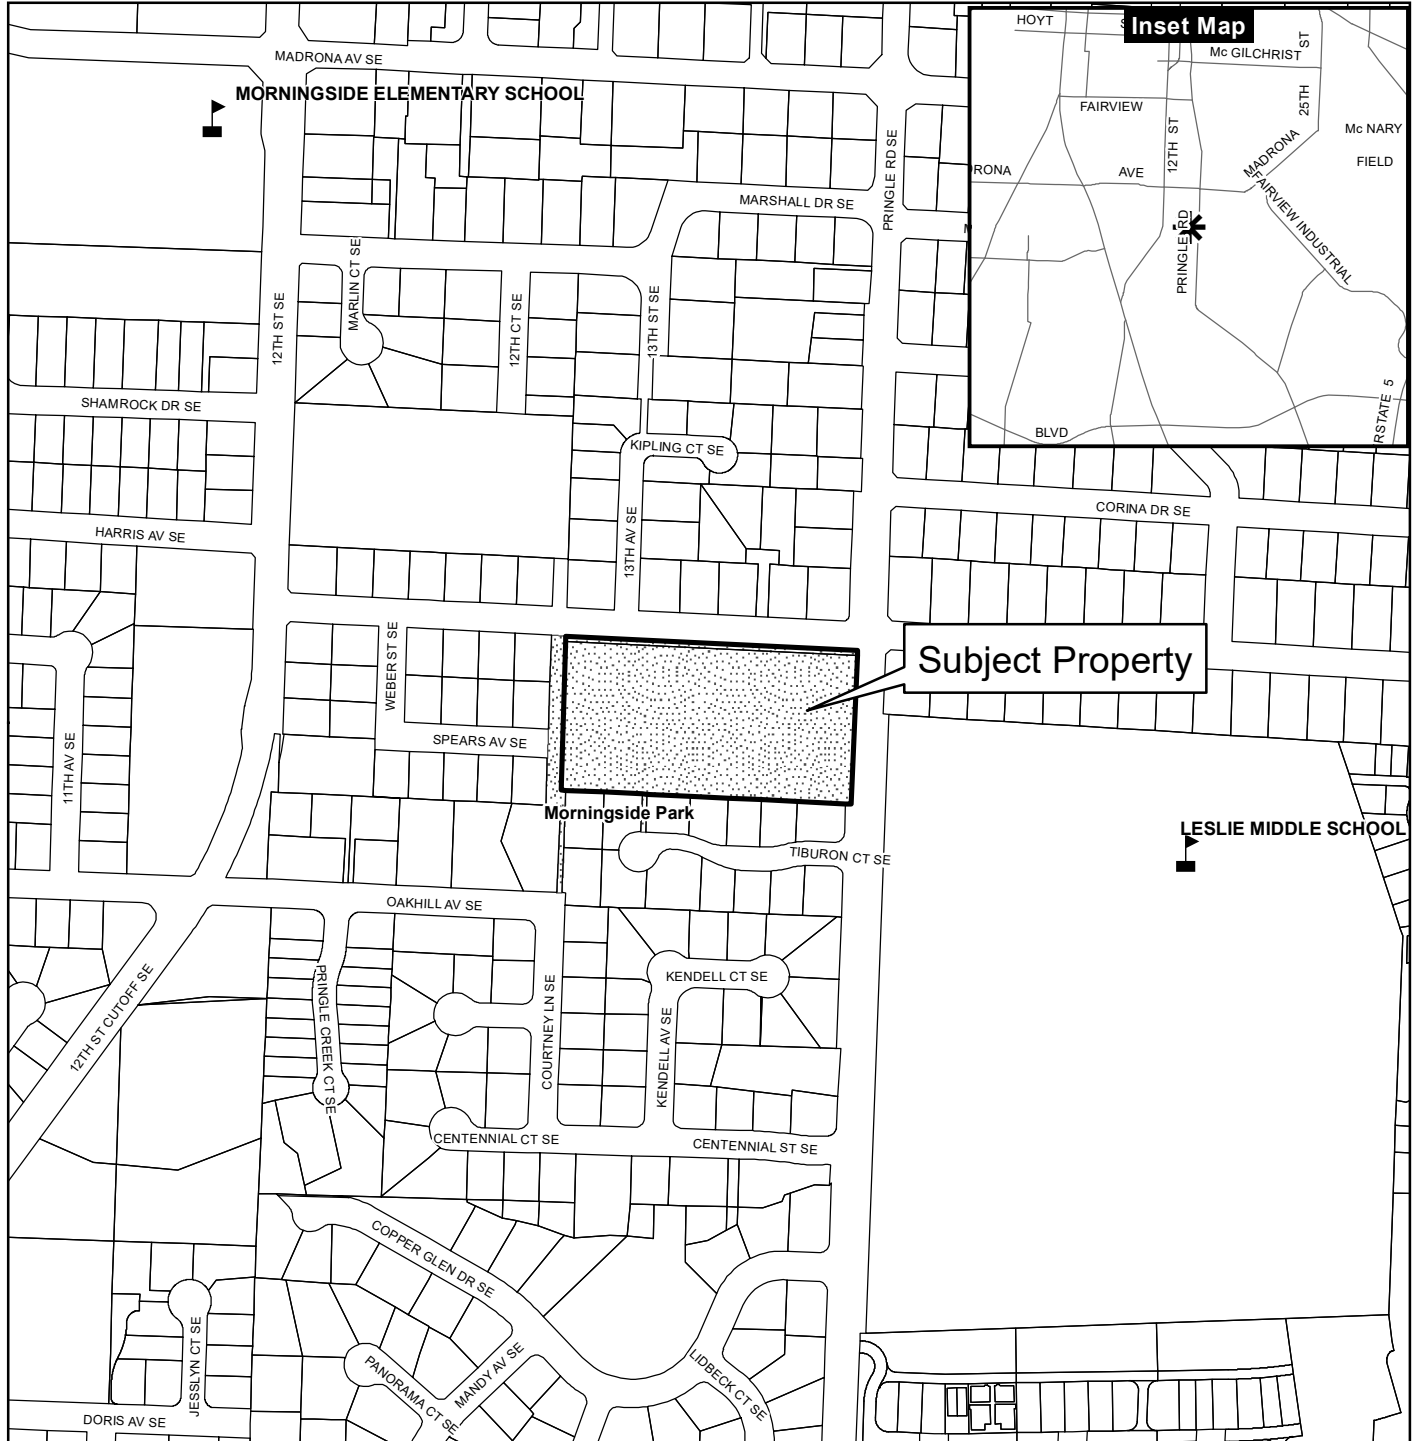 MADRONA AV SE
MORNINGSIDE ELEMENTARY SCHOOL
PRINGLE RD SE
MARSHALL DR SE
MARLIN CT SE
12TH ST SE
12TH CT SE
13TH ST SE
SHAMROCK DR SE
KIPLING CT SE
HARRIS AV SE
13TH AV SE
CORINA DR SE
Inset Map
HOYT
Mc GILCHRIST
ST
25TH
FAIRVIEW
12TH ST
Mc NARY
FIELD
MADRONA
RONA
AVE
FAIRVIEW INDUSTRIAL
PRINGLE RD
RSTATE 5
BLVD
WEBER ST SE
Subject Property
SPEARS AV SE
11TH AV SE
Morningside Park
LESLIE MIDDLE SCHOOL
TIBURON CT SE
OAKHILL AV SE
PRINGLE CREEK CT SE
KENDELL CT SE
12TH ST CUTOFF SE
COURTNEY LN SE
KENDELL AV SE
CENTENNIAL CT SE
CENTENNIAL ST SE
COPPER GLEN DR SE
JESSLYN CT SE
PANORAMA CT SE
MANDY AV SE
LIDBECK CT SE
DORIS AV SE